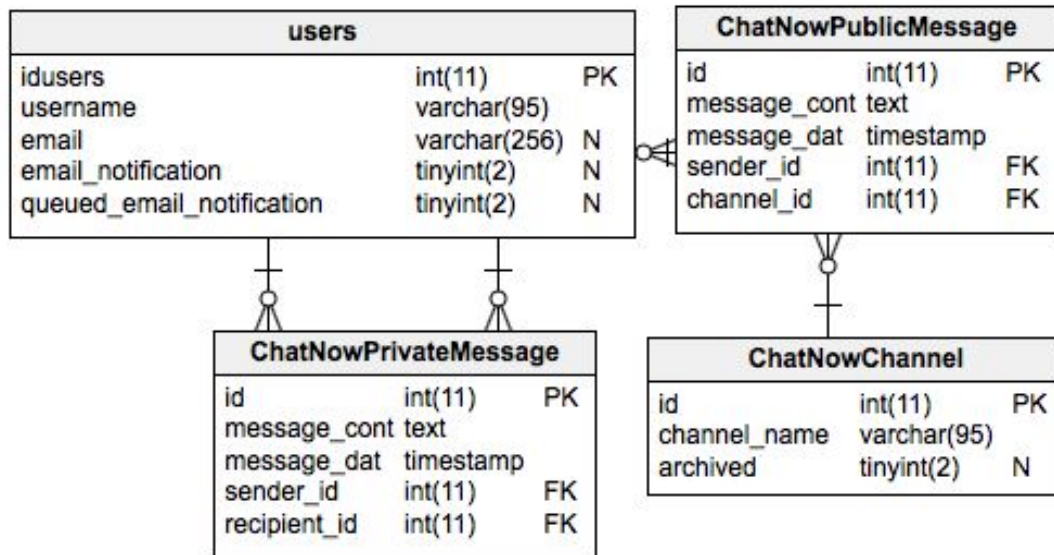 users
idusers int(11) PK
username varchar(95)
email varchar(256) N
email_notification tinyint(2) N
queued_email_notification tinyint(2) N
ChatNowPublicMessage
id int(11) PK
message_cont text
message_dat timestamp
sender_id int(11) FK
channel_id int(11) FK
ChatNowPrivateMessage
id int(11) PK
message_cont text
message_dat timestamp
sender_id int(11) FK
recipient_id int(11) FK
ChatNowChannel
id int(11) PK
channel_name varchar(95)
archived tinyint(2) N